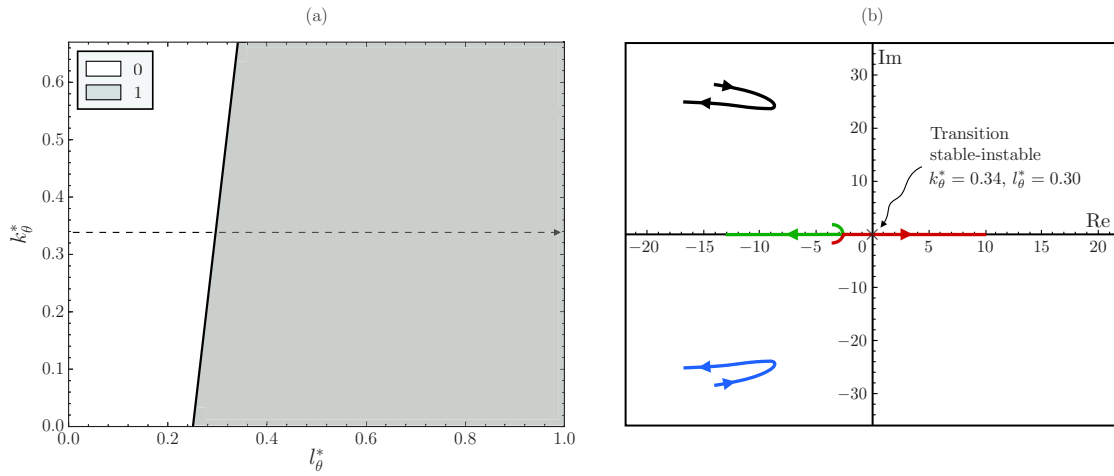 (a)
0
1
0.6
0.5
0.4
0.3
0.2
0.1
0.0
k*θ
0.0 0.2 0.4 0.6 0.8 1.0
l*θ
(b)
Im
30
20
10
Transition
stable-instable
k*θ = 0.34, l*θ = 0.30
Re
−20 −15 −10 −5 0 5 10 15 20
−10
−20
−30